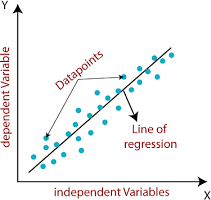 Y
dependent Variable
Datapoints
Line of
regression
independent Variables
X